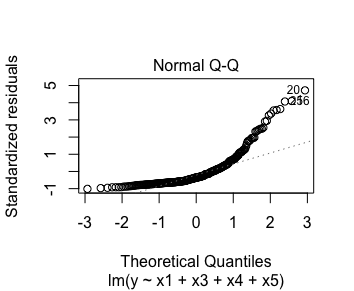 Normal Q-Q
Standardized residuals
5
3
1
-1
-3 -2 -1 0 1 2 3
Theoretical Quantiles
lm(y ~ x1 + x3 + x4 + x5)